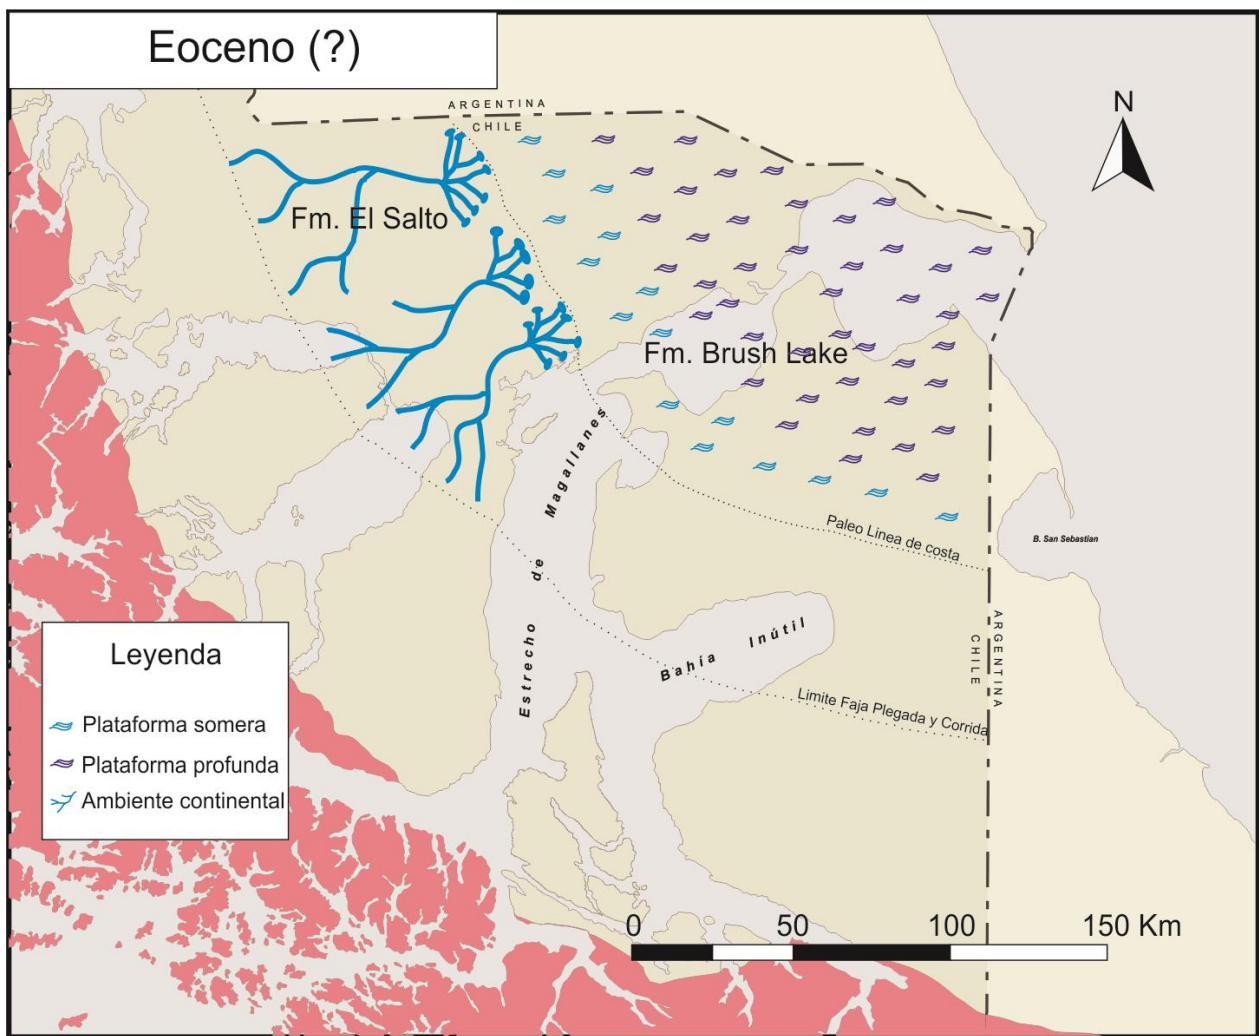 Eoceno (?)
ARGENTINA
CHILE
N
Fm. El Salto
Fm. Brush Lake
Estrecho de Magallanes
Paleo Linea de costa
B. San Sebastian
Bahía Inútil
ARGENTINA
CHILE
Limite Faja Plegada y Corrida
Leyenda
Plataforma somera
Plataforma profunda
Ambiente continental
0 50 100 150 Km